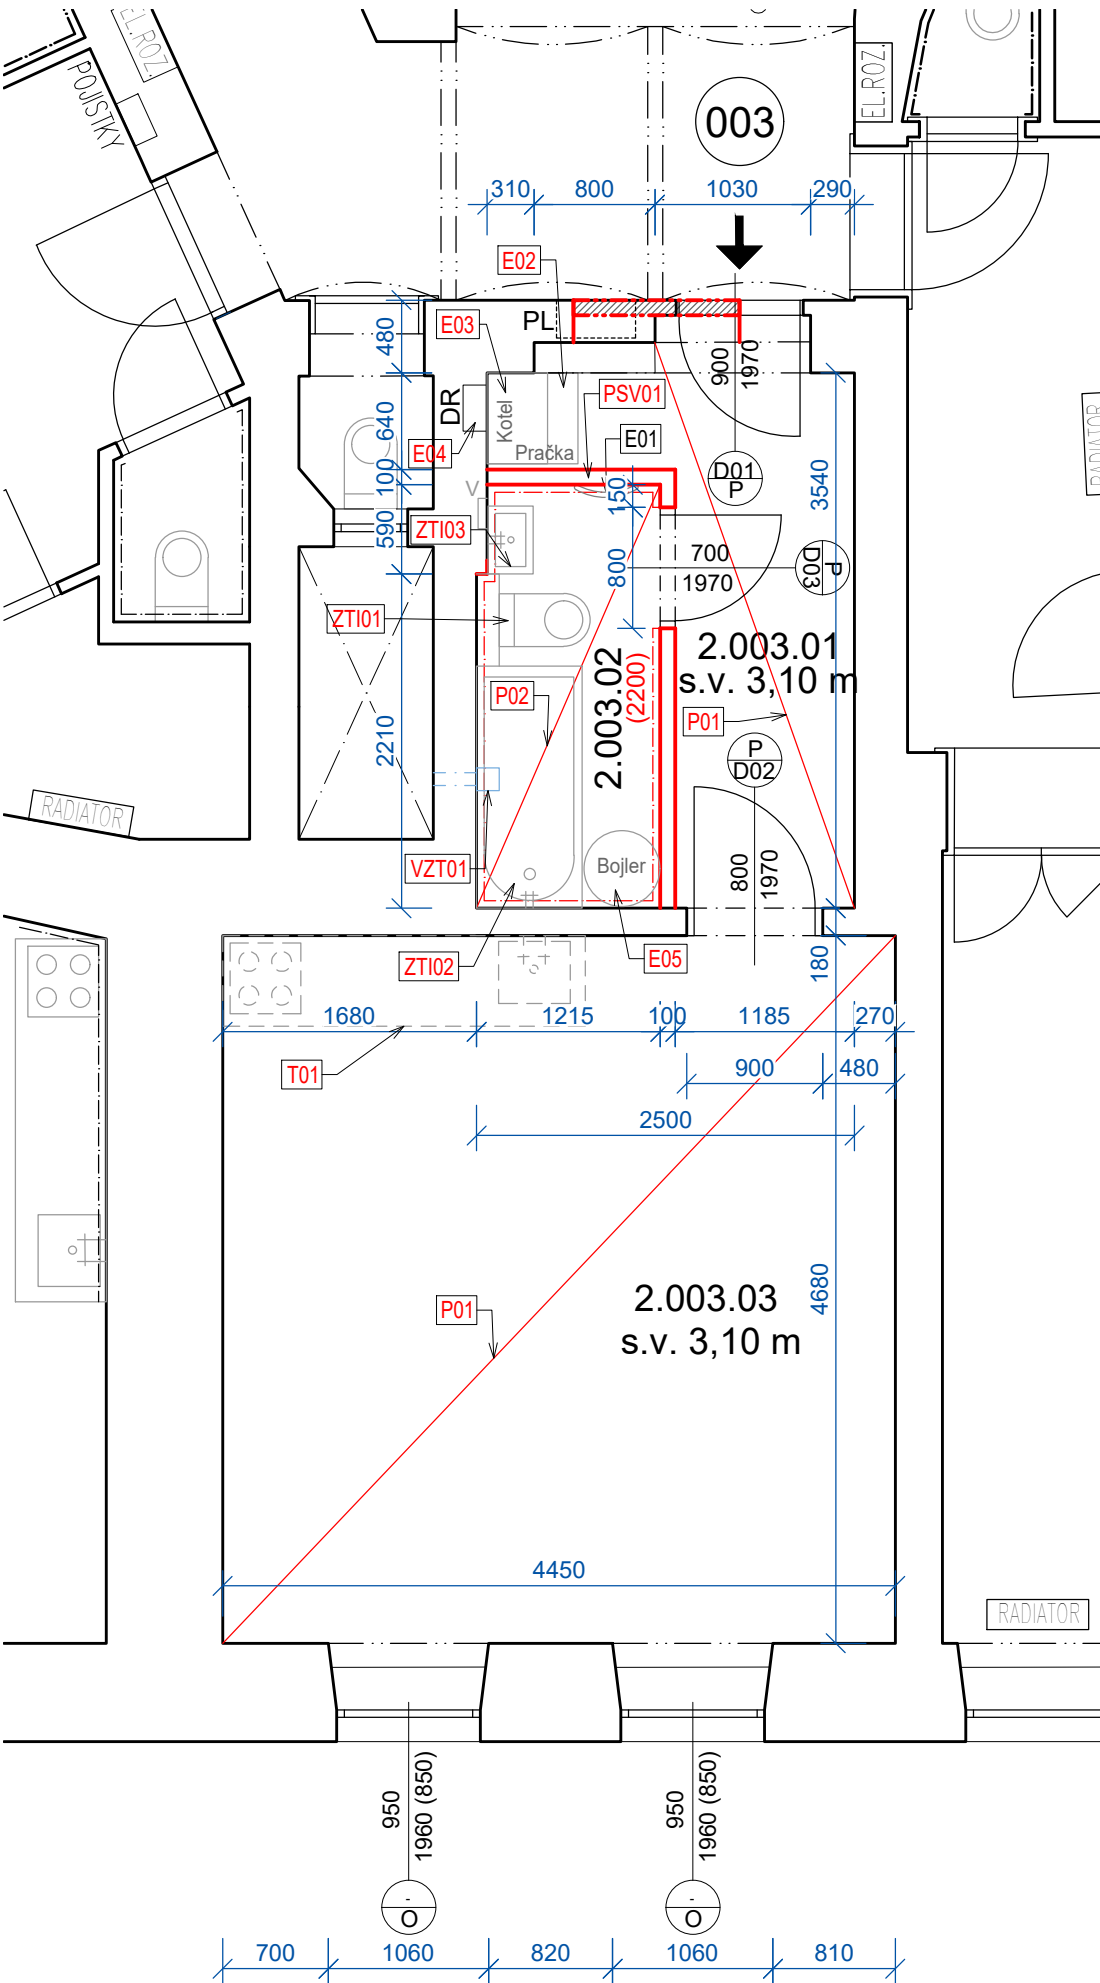 EL.ROZ.
POJISTKY
EL.ROZ.
003
310 800 1030 290
E02
E03
PL
480
900
1970
PSV01
DR
Kotel
640
E04
Pračka
E01
D01
P
3540
100
V
150
590
ZTI03
700
1970
800
P
D03
RADIATOR
ZTI01
2.003.01
s.v. 3,10 m
2.003.02
(2200)
P02
P01
2210
P
D02
RADIATOR
VZT01
Bojler
800
1970
ZTI02
E05
180
1680 1215 100 1185 270
T01
900 480
2500
P01
2.003.03
s.v. 3,10 m
4680
4450
RADIATOR
950
1960 (850)
950
1960 (850)
-
O
-
O
700 1060 820 1060 810